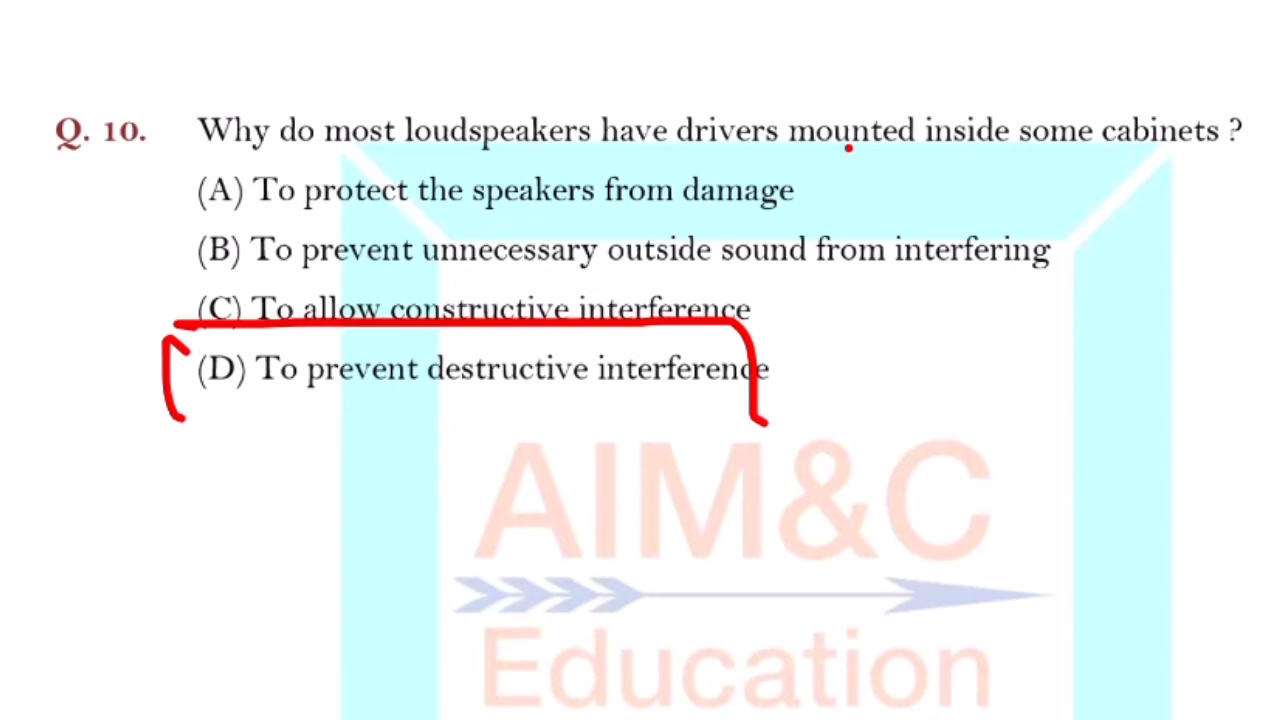 Q. 10. Why do most loudspeakers have drivers mounted inside some cabinets ?
(A) To protect the speakers from damage
(B) To prevent unnecessary outside sound from interfering
(C) To allow constructive interference
(D) To prevent destructive interference
AIM&C
Education